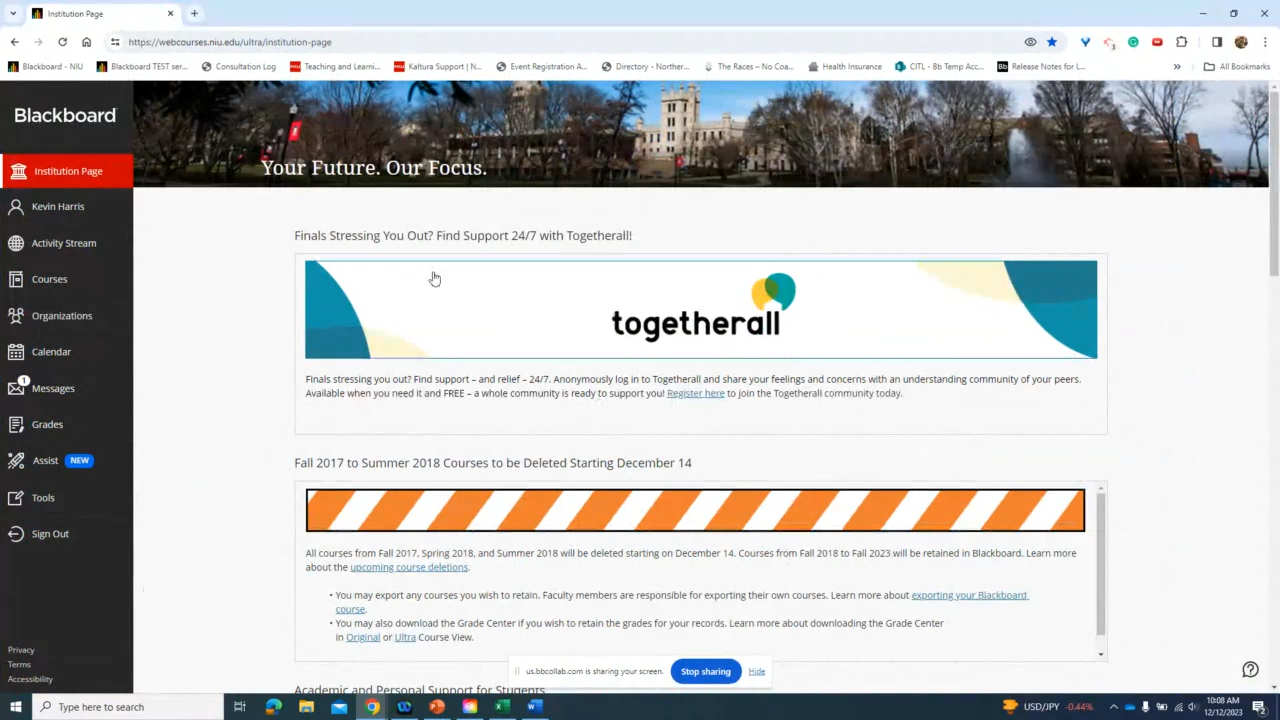 Institution Page
https://webcourses.niu.edu/ultra/institution-page
Blackboard - NIU
Blackboard TEST ser...
Consultation Log
NIU Teaching and Learni...
NIU Kaltura Support | N...
Event Registration A...
Directory - Norther...
The Races – No Coa...
Health Insurance
CITL - Bb Temp Acc...
Bb Release Notes for L...
»
All Bookmarks
Blackboard
Your Future. Our Focus.
Institution Page
Kevin Harris
Activity Stream
Courses
Organizations
Calendar
1
Messages
Grades
Assist NEW
Tools
Sign Out
Privacy
Terms
Accessibility
Finals Stressing You Out? Find Support 24/7 with Togetherall!
togetherall
Finals stressing you out? Find support – and relief – 24/7. Anonymously log in to Togetherall and share your feelings and concerns with an understanding community of your peers.
Available when you need it and FREE – a whole community is ready to support you! Register here to join the Togetherall community today.
Fall 2017 to Summer 2018 Courses to be Deleted Starting December 14
All courses from Fall 2017, Spring 2018, and Summer 2018 will be deleted starting on December 14. Courses from Fall 2018 to Fall 2023 will be retained in Blackboard. Learn more
about the upcoming course deletions.
• You may export any courses you wish to retain. Faculty members are responsible for exporting their own courses. Learn more about exporting your Blackboard
course.
• You may also download the Grade Center if you wish to retain the grades for your records. Learn more about downloading the Grade Center
in Original or Ultra Course View.
us.bbcollab.com is sharing your screen.
Stop sharing
Hide
Academic and Personal Support for Students
Type here to search
USD/JPY -0.44%
10:08 AM
12/12/2023
2